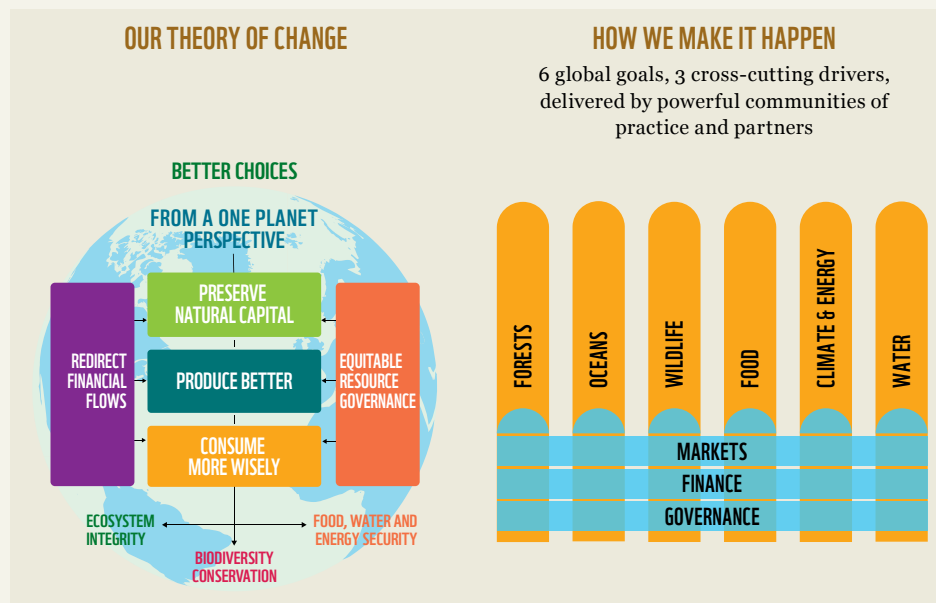 OUR THEORY OF CHANGE
BETTER CHOICES
FROM A ONE PLANET
PERSPECTIVE
REDIRECT
FINANCIAL
FLOWS
PRESERVE
NATURAL CAPITAL
PRODUCE BETTER
CONSUME
MORE WISELY
EQUITABLE
RESOURCE
GOVERNANCE
ECOSYSTEM
INTEGRITY
BIODIVERSITY
CONSERVATION
FOOD, WATER AND
ENERGY SECURITY
HOW WE MAKE IT HAPPEN
6 global goals, 3 cross-cutting drivers,
delivered by powerful communities of
practice and partners
FORESTS
OCEANS
WILDLIFE
FOOD
CLIMATE & ENERGY
WATER
MARKETS
FINANCE
GOVERNANCE